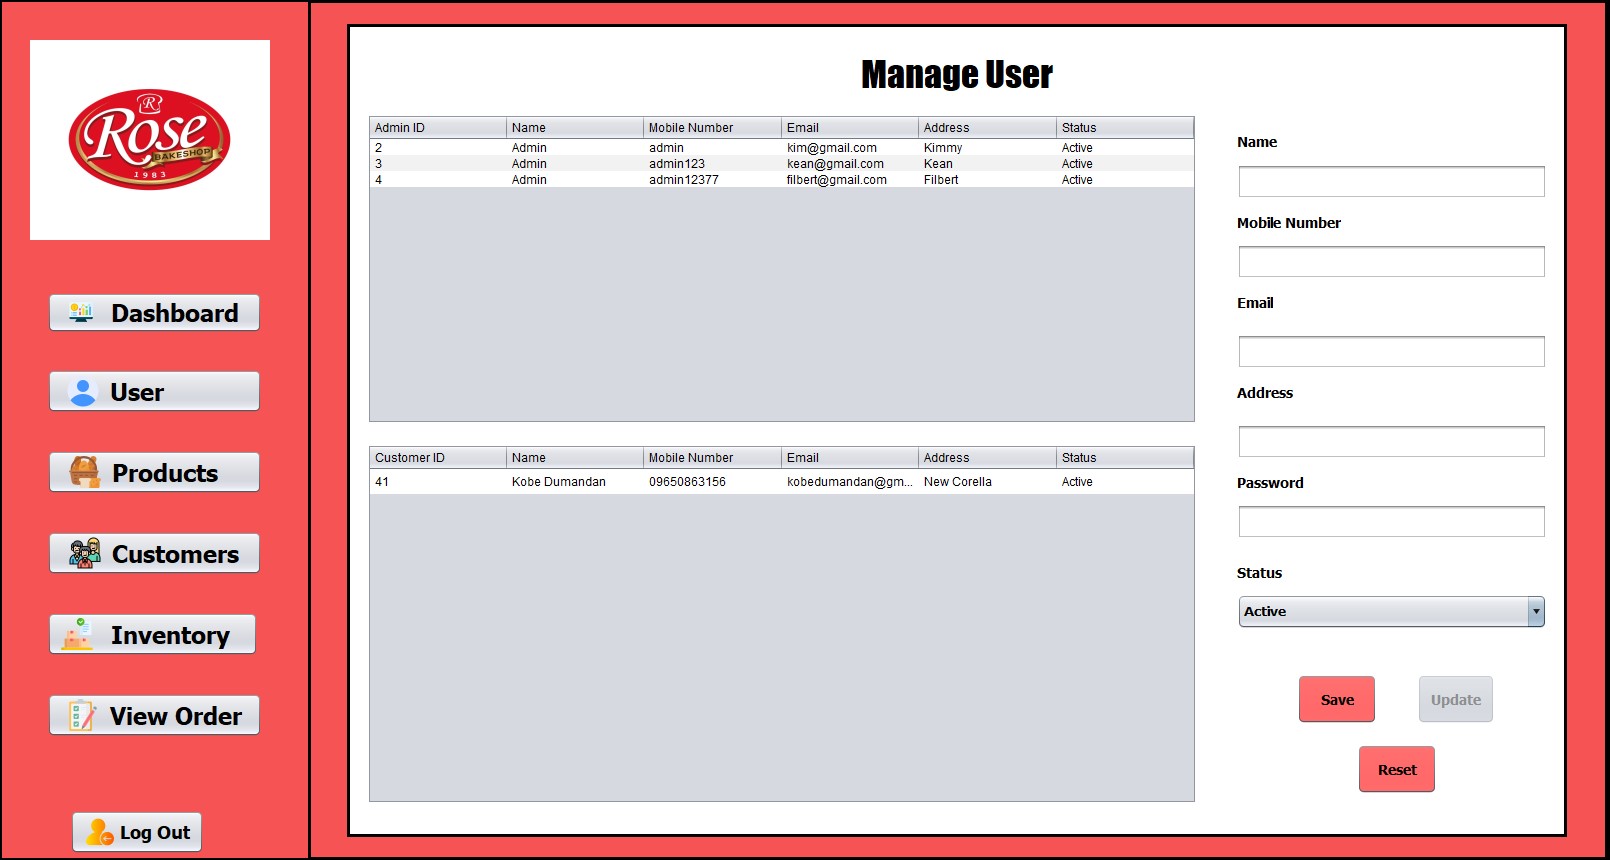 R
Rose
BAKESHOP
1983
Dashboard
User
Products
Customers
Inventory
View Order
Log Out
Manage User
Admin ID Name Mobile Number Email Address Status
2 Admin admin kim@gmail.com Kimmy Active
3 Admin admin123 kean@gmail.com Kean Active
4 Admin admin12377 filbert@gmail.com Filbert Active
Customer ID Name Mobile Number Email Address Status
41 Kobe Dumandan 09650863156 kobedumandan@gm... New Corella Active
Name
Mobile Number
Email
Address
Password
Status
Active
Save Update
Reset